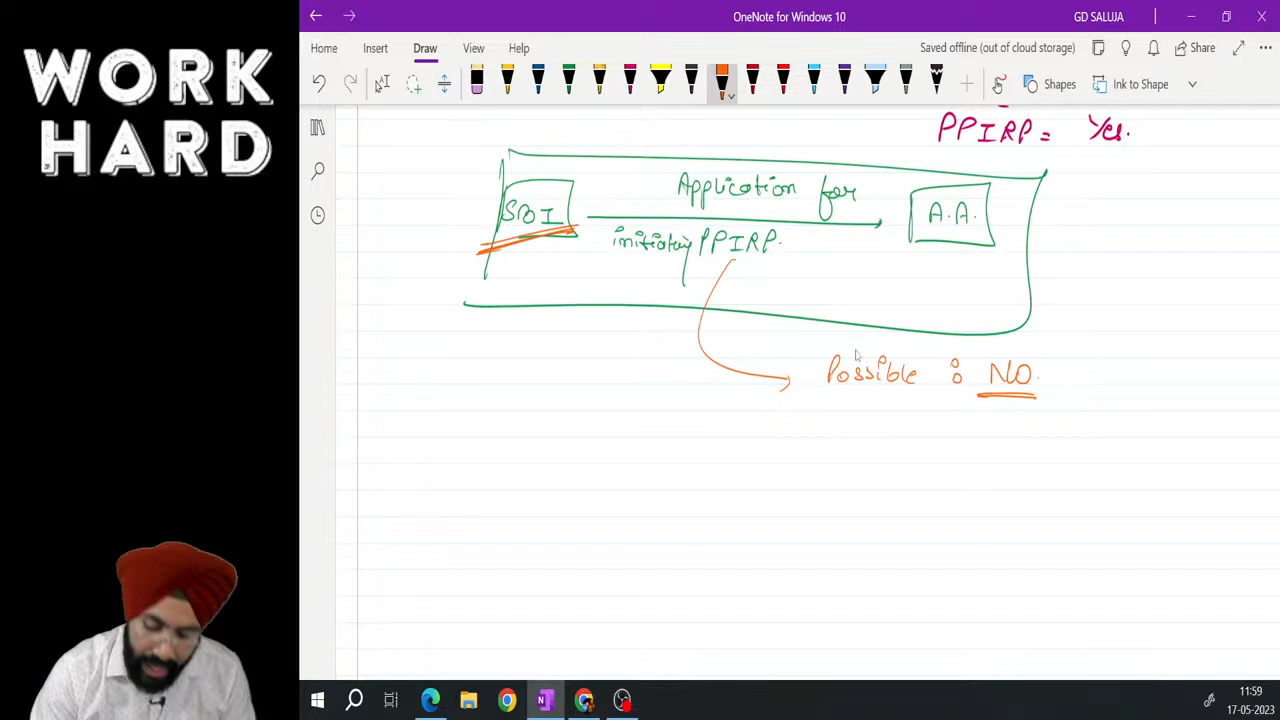 WORK
HARD
OneNote for Windows 10
GD SALUJA
Home
Insert
Draw
View
Help
Saved offline (out of cloud storage)
Share
Shapes
Ink to Shape
PPIRP = Yes.
SBI
Application for
initiating PPIRP.
A.A.
Possible : NO.
11:59
17-05-2023